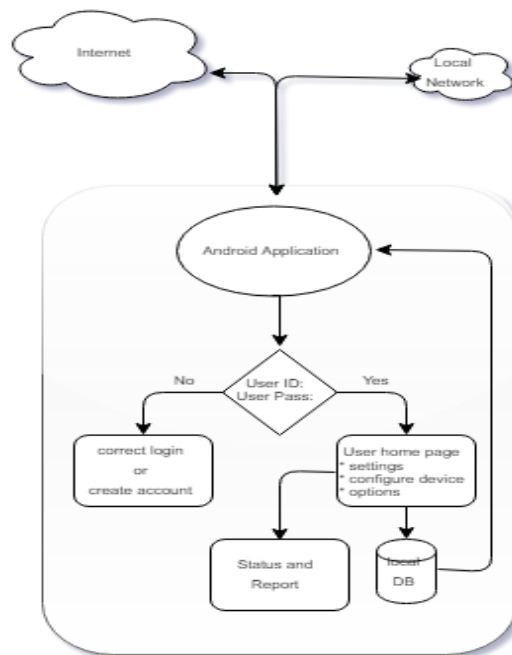 Internet
Local
Network
Android Application
No
User ID:
User Pass:
Yes
correct login
or
create account
User home page
* settings
* configure device
* options
Status and
Report
local
DB